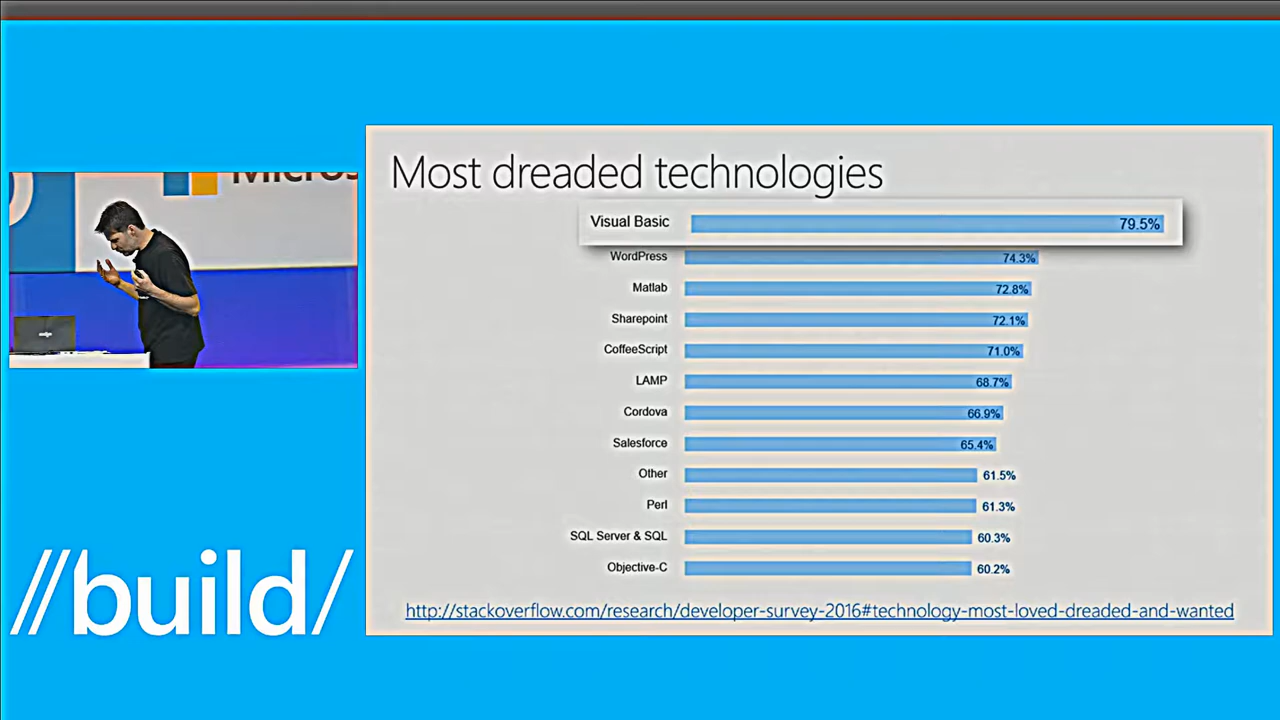 Micros
Most dreaded technologies
Visual Basic 79.5%
WordPress 74.3%
Matlab 72.8%
Sharepoint 72.1%
CoffeeScript 71.0%
LAMP 68.7%
Cordova 66.9%
Salesforce 65.4%
Other 61.5%
Perl 61.3%
SQL Server & SQL 60.3%
Objective-C 60.2%
http://stackoverflow.com/research/developer-survey-2016#technology-most-loved-dreaded-and-wanted
//build/